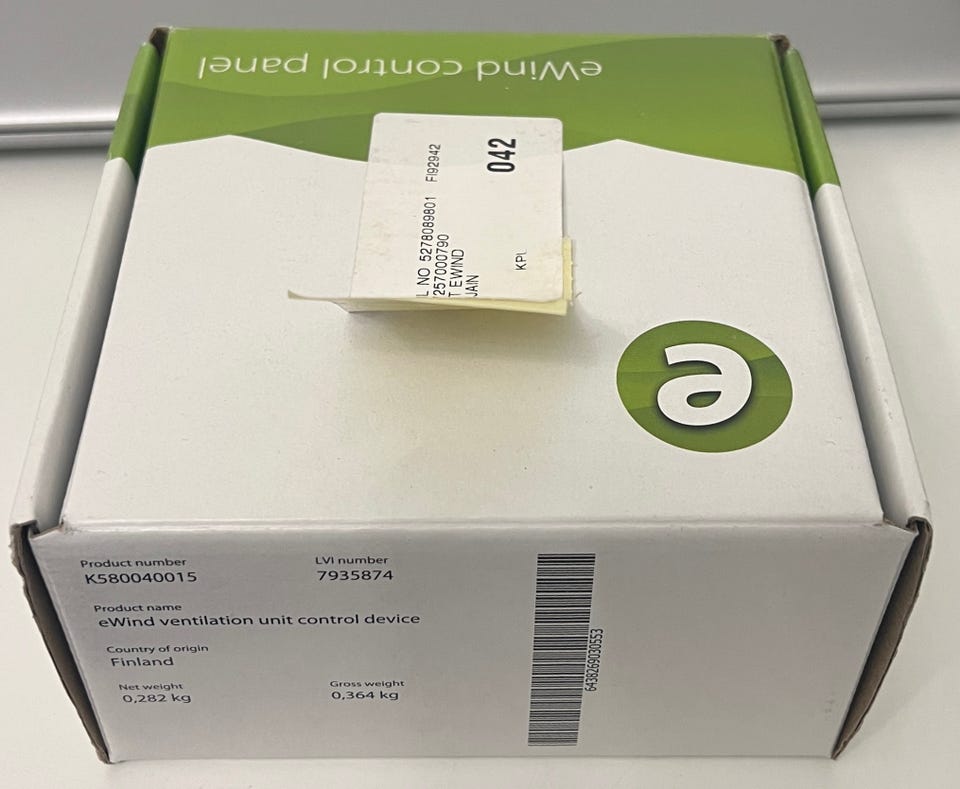 eWind control panel
L NO 5278089801 FI92942
257000790
T EWIND
JAIN
KPL
042
e
Product number
K580040015
LVI number
7935874
Product name
eWind ventilation unit control device
Country of origin
Finland
Net weight
0,282 kg
Gross weight
0,364 kg
6438269030553